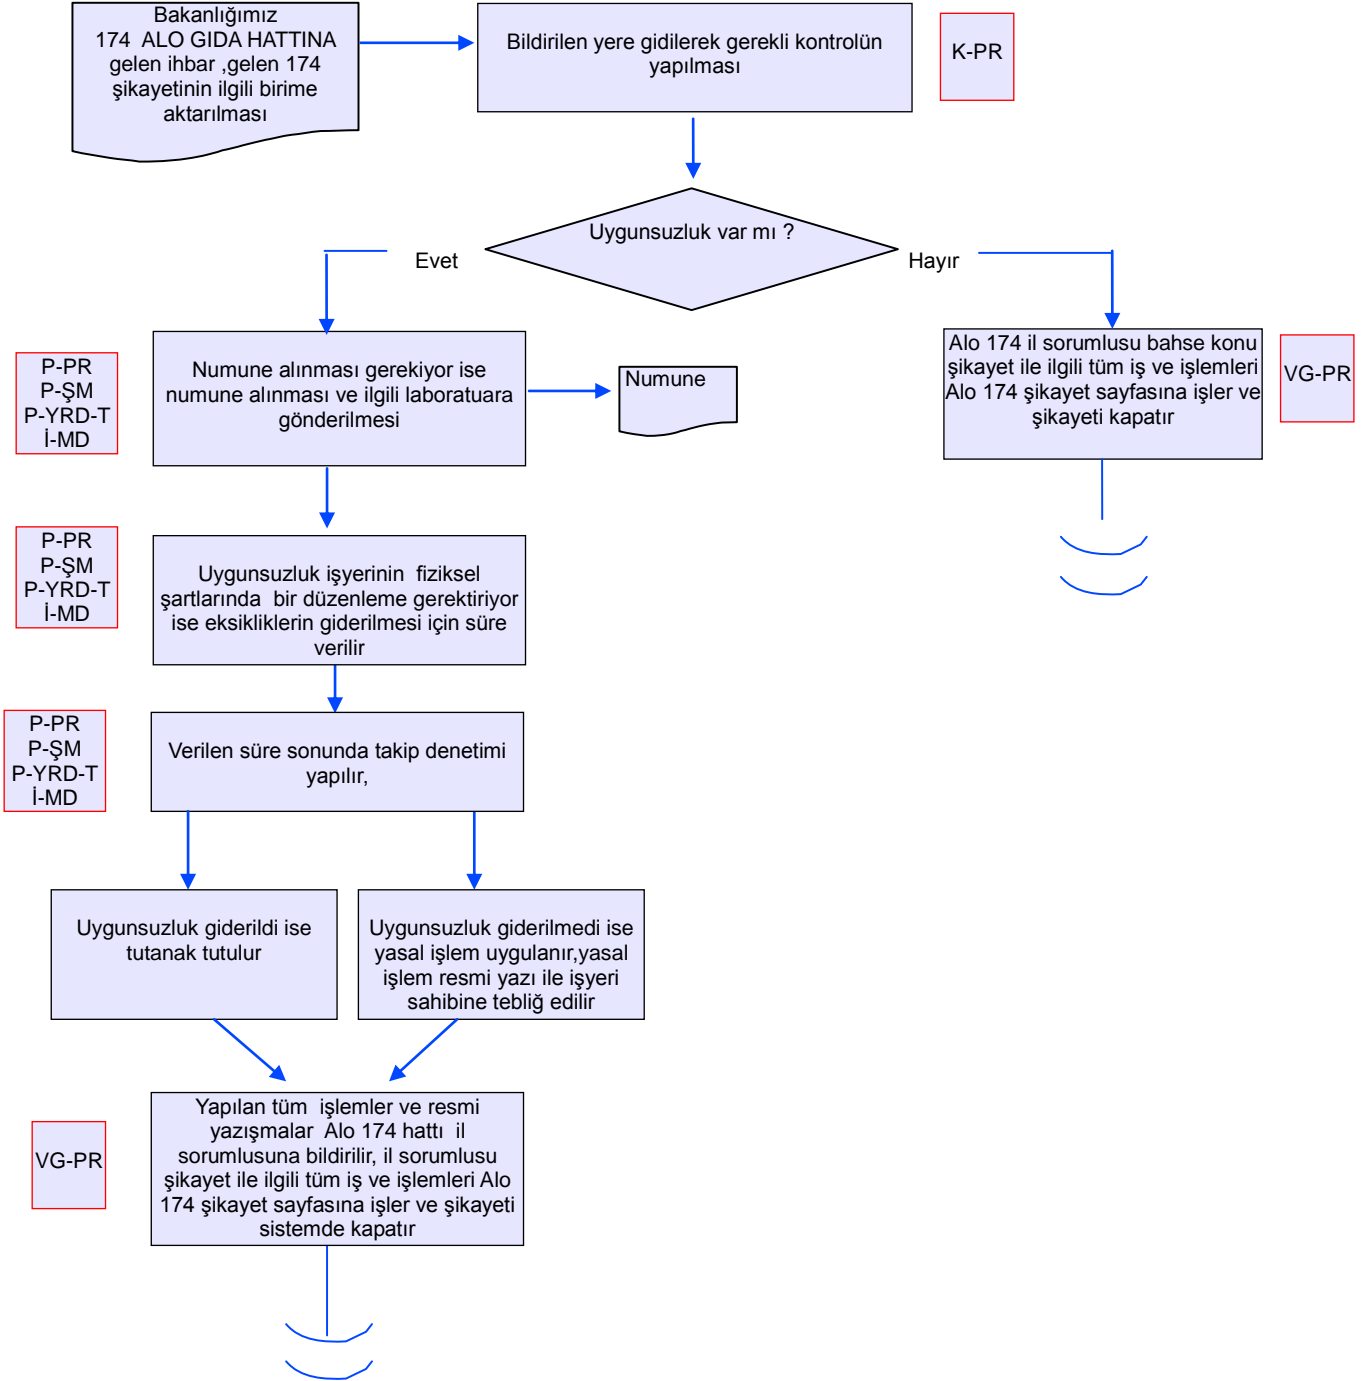 Bakanlığımız
174 ALO GIDA HATTINA
gelen ihbar ,gelen 174
şikayetinin ilgili birime
aktarılması
Bildirilen yere gidilerek gerekli kontrolün
yapılması
K-PR
Uygunsuzluk var mı ?
Evet
Hayır
P-PR
P-ŞM
P-YRD-T
İ-MD
Numune alınması gerekiyor ise
numune alınması ve ilgili laboratuara
gönderilmesi
Numune
Alo 174 il sorumlusu bahse konu
şikayet ile ilgili tüm iş ve işlemleri
Alo 174 şikayet sayfasına işler ve
şikayeti kapatır
VG-PR
P-PR
P-ŞM
P-YRD-T
İ-MD
Uygunsuzluk işyerinin fiziksel
şartlarında bir düzenleme gerektiriyor
ise eksikliklerin giderilmesi için süre
verilir
P-PR
P-ŞM
P-YRD-T
İ-MD
Verilen süre sonunda takip denetimi
yapılır,
Uygunsuzluk giderildi ise
tutanak tutulur
Uygunsuzluk giderilmedi ise
yasal işlem uygulanır,yasal
işlem resmi yazı ile işyeri
sahibine tebliğ edilir
VG-PR
Yapılan tüm işlemler ve resmi
yazışmalar Alo 174 hattı il
sorumlusuna bildirilir, il sorumlusu
şikayet ile ilgili tüm iş ve işlemleri Alo
174 şikayet sayfasına işler ve şikayeti
sistemde kapatır